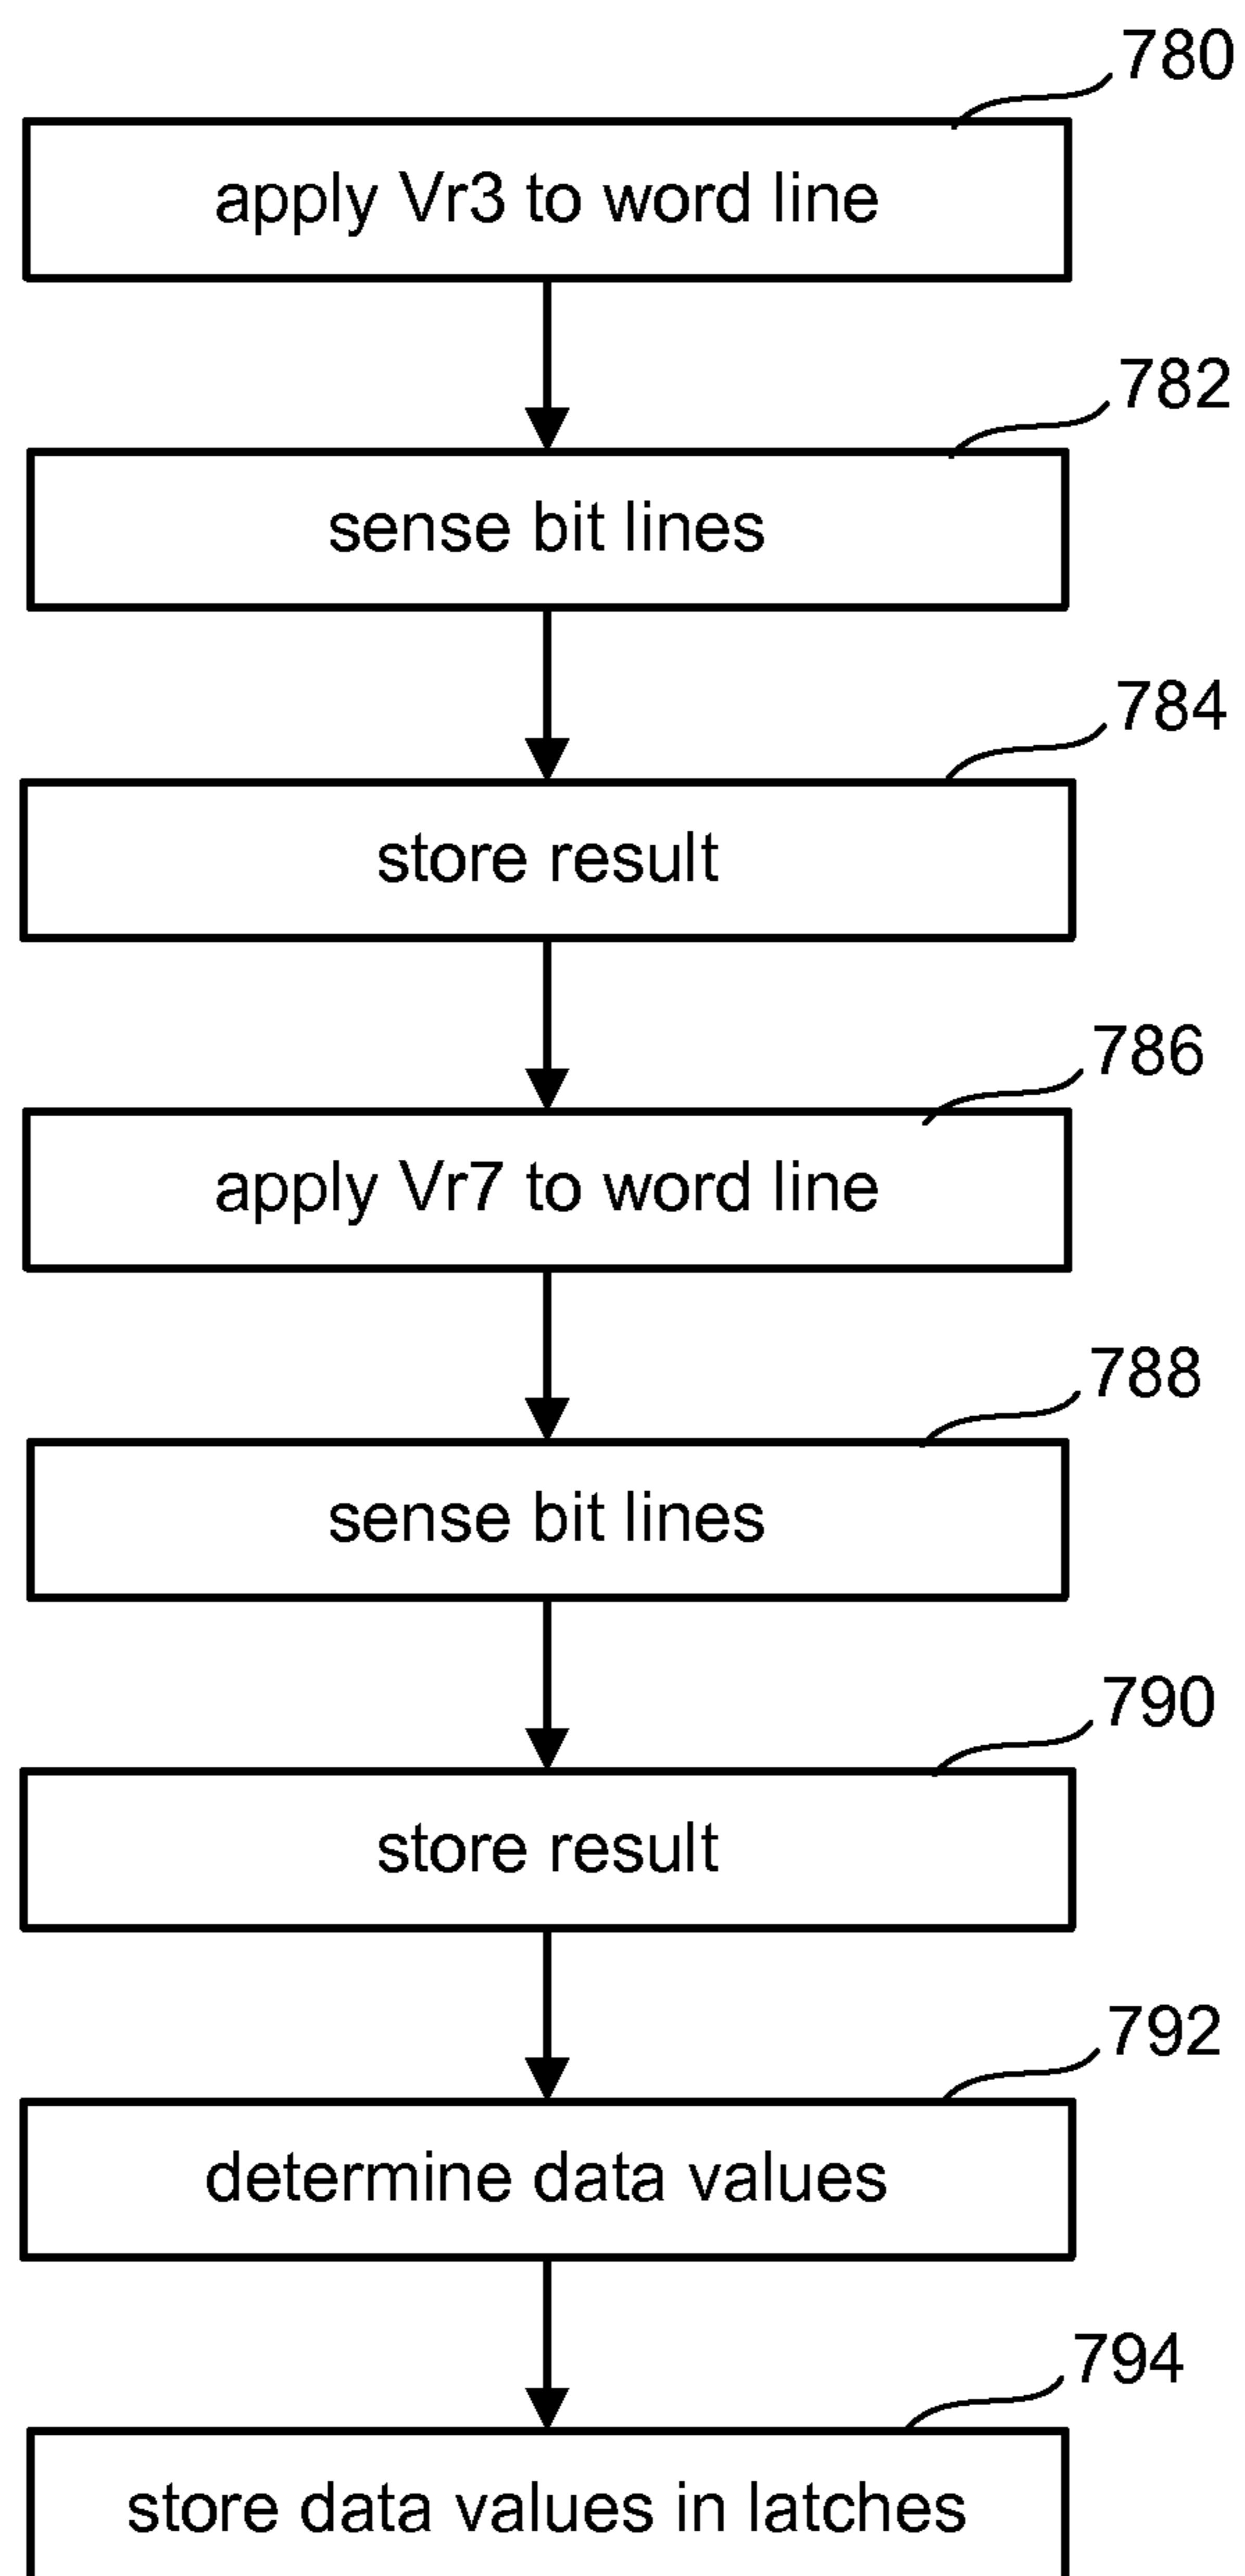 780
apply Vr3 to word line
782
sense bit lines
784
store result
786
apply Vr7 to word line
788
sense bit lines
790
store result
792
determine data values
794
store data values in latches